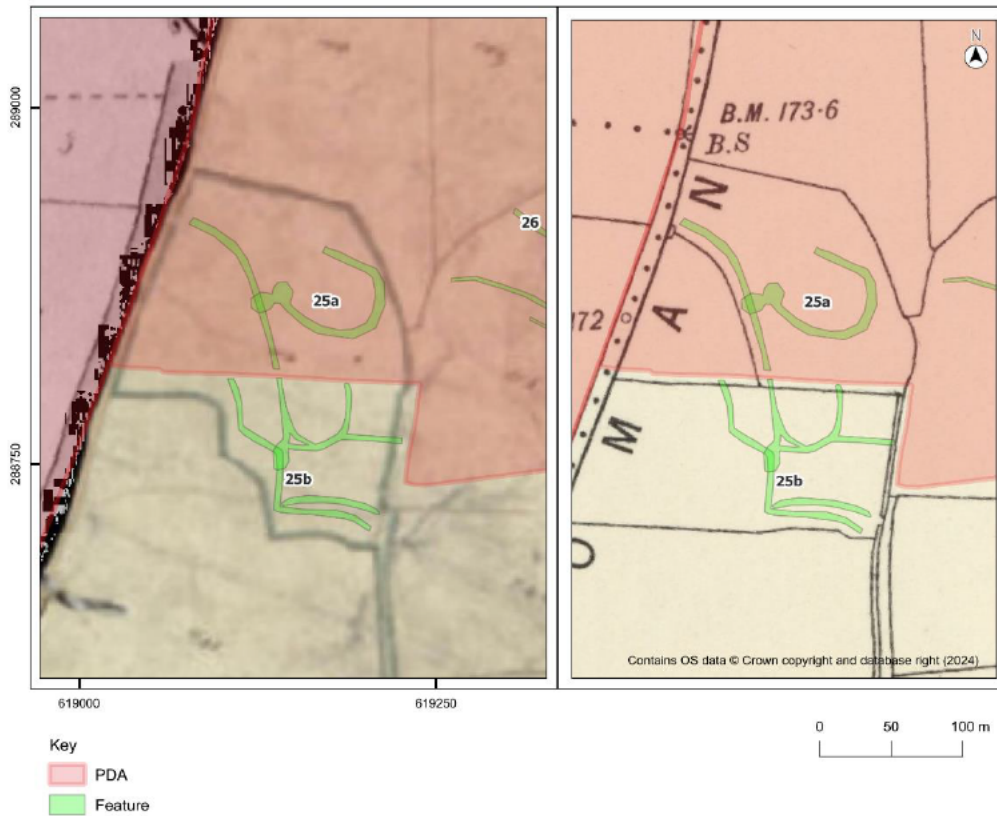 N
289000
288750
26
25a
25b
B.M. 173·6
B.S
N
A
M
O
172
25a
25b
Contains OS data © Crown copyright and database right (2024)
619000
619250
0 50 100 m
Key
PDA
Feature